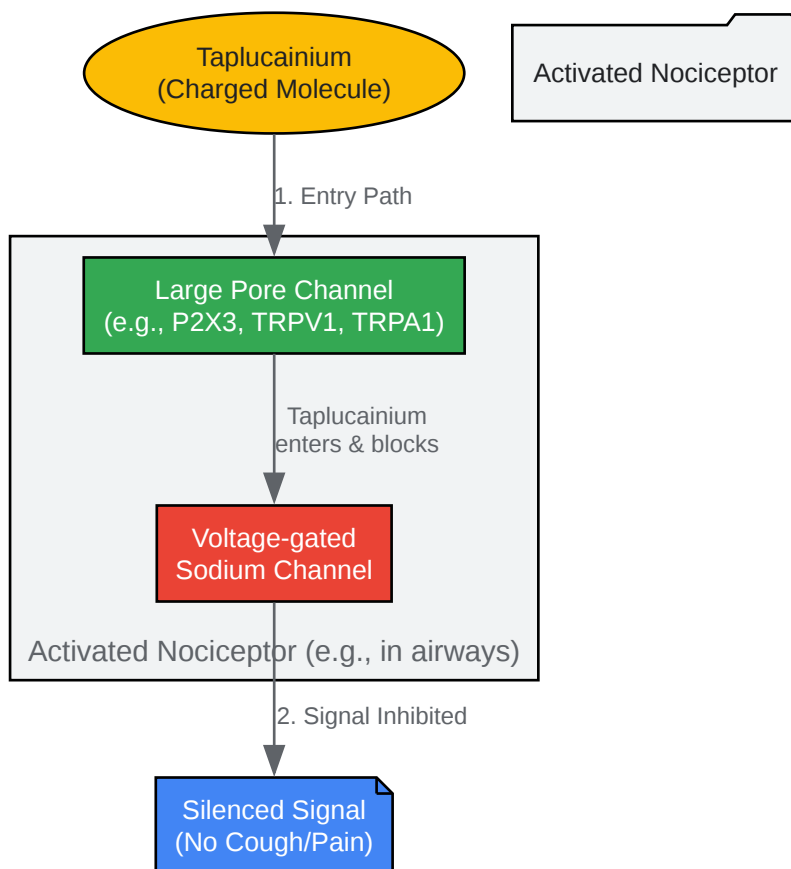 Taplucainium
(Charged Molecule)
Activated Nociceptor
1. Entry Path
Large Pore Channel
(e.g., P2X3, TRPV1, TRPA1)
Taplucainium
enters & blocks
Voltage-gated
Sodium Channel
Activated Nociceptor (e.g., in airways)
2. Signal Inhibited
Silenced Signal
(No Cough/Pain)